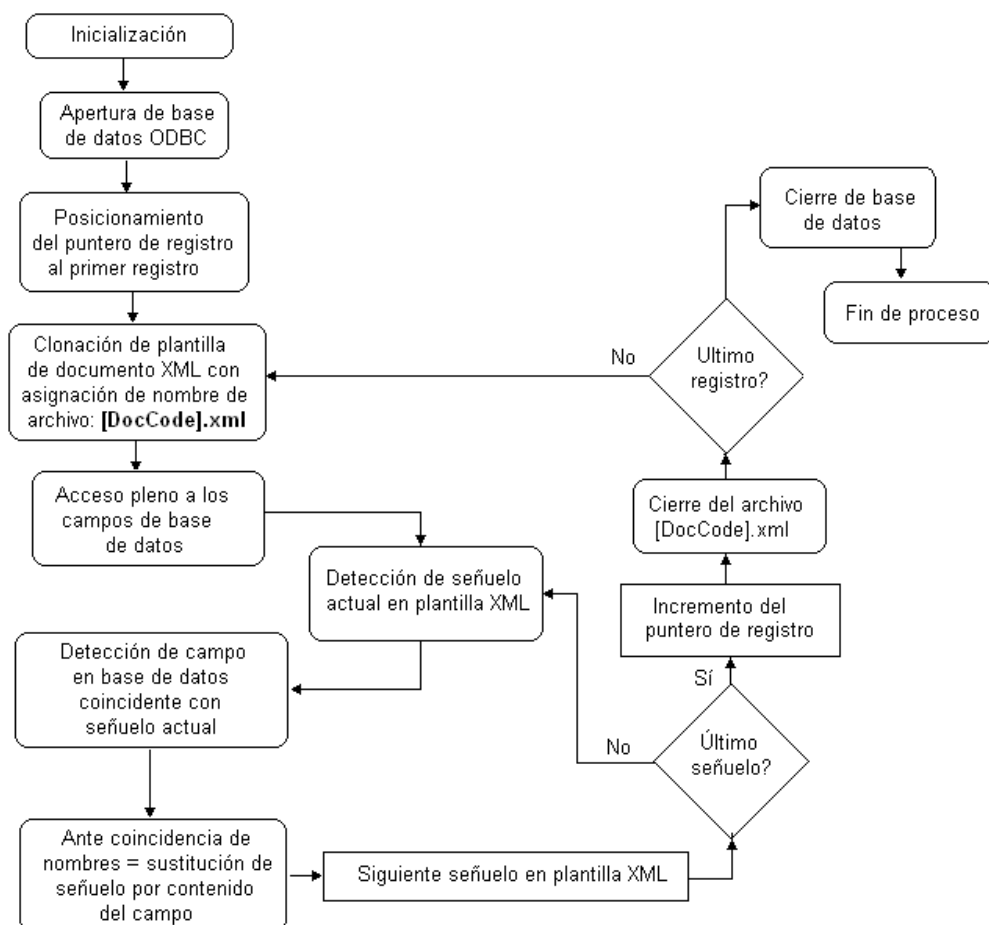 Inicialización
Apertura de base
de datos ODBC
Posicionamiento
del puntero de registro
al primer registro
Clonación de plantilla
de documento XML con
asignación de nombre de
archivo: [DocCode].xml
Acceso pleno a los
campos de base
de datos
Detección de señuelo
actual en plantilla XML
Detección de campo
en base de datos
coincidente con
señuelo actual
Ante coincidencia de
nombres = sustitución de
señuelo por contenido
del campo
Siguiente señuelo en plantilla XML
Último
señuelo?
No
Sí
Incremento del
puntero de registro
Cierre del archivo
[DocCode].xml
Ultimo
registro?
No
Cierre de base
de datos
Fin de proceso